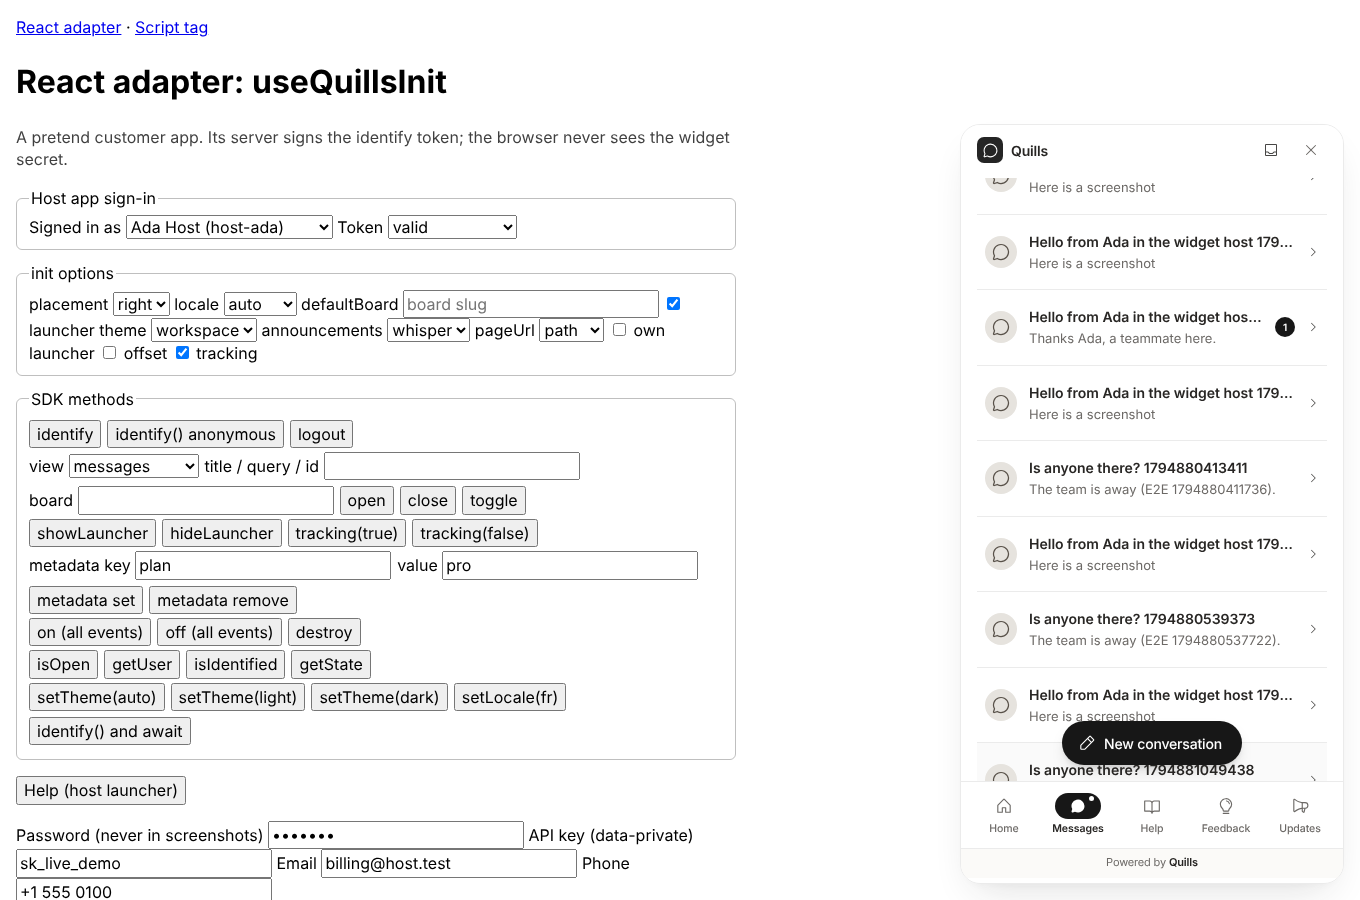 React adapter · Script tag
React adapter: useQuillsInit
A pretend customer app. Its server signs the identify token; the browser never sees the widget
secret.
Host app sign-in
Signed in as Ada Host (host-ada) Token valid
init options
placement right locale auto defaultBoard board slug
launcher theme workspace announcements whisper pageUrl path own
launcher offset tracking
SDK methods
identify identify() anonymous logout
view messages title / query / id
board open close toggle
showLauncher hideLauncher tracking(true) tracking(false)
metadata key plan value pro
metadata set metadata remove
on (all events) off (all events) destroy
isOpen getUser isIdentified getState
setTheme(auto) setTheme(light) setTheme(dark) setLocale(fr)
identify() and await
Help (host launcher)
Password (never in screenshots) ••••••• API key (data-private)
sk_live_demo Email billing@host.test Phone
+1 555 0100
Quills
Here is a screenshot
Hello from Ada in the widget host 179...
Here is a screenshot
Hello from Ada in the widget hos... 1
Thanks Ada, a teammate here.
Hello from Ada in the widget host 179...
Here is a screenshot
Is anyone there? 1794880413411
The team is away (E2E 1794880411736).
Hello from Ada in the widget host 179...
Here is a screenshot
Is anyone there? 1794880539373
The team is away (E2E 1794880537722).
Hello from Ada in the widget host 179...
Here is a screenshot
New conversation
Is anyone there? 1794881049438
Home Messages Help Feedback Updates
Powered by Quills